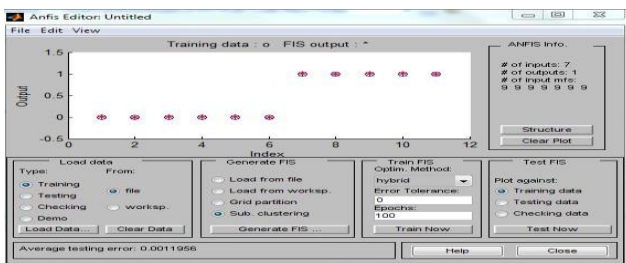 Anfis Editor: Untitled
File Edit View
Training data : o FIS output : *
1.5
1
0.5
0
-0.5
Output
0 2 4 6 8 10 12
Index
ANFIS Info.
# of inputs: 7
# of outputs: 1
# of input mfs:
9 9 9 9 9 9 9
Structure
Clear Plot
Load data
Type: From:
Training
Testing
Checking
Demo
file
worksp.
Load Data... Clear Data
Generate FIS
Load from file
Load from worksp.
Grid partition
Sub. clustering
Generate FIS ...
Train FIS
Optim. Method:
hybrid
Error Tolerance:
0
Epochs:
100
Train Now
Test FIS
Plot against:
Training data
Testing data
Checking data
Test Now
Average testing error: 0.0011956
Help Close